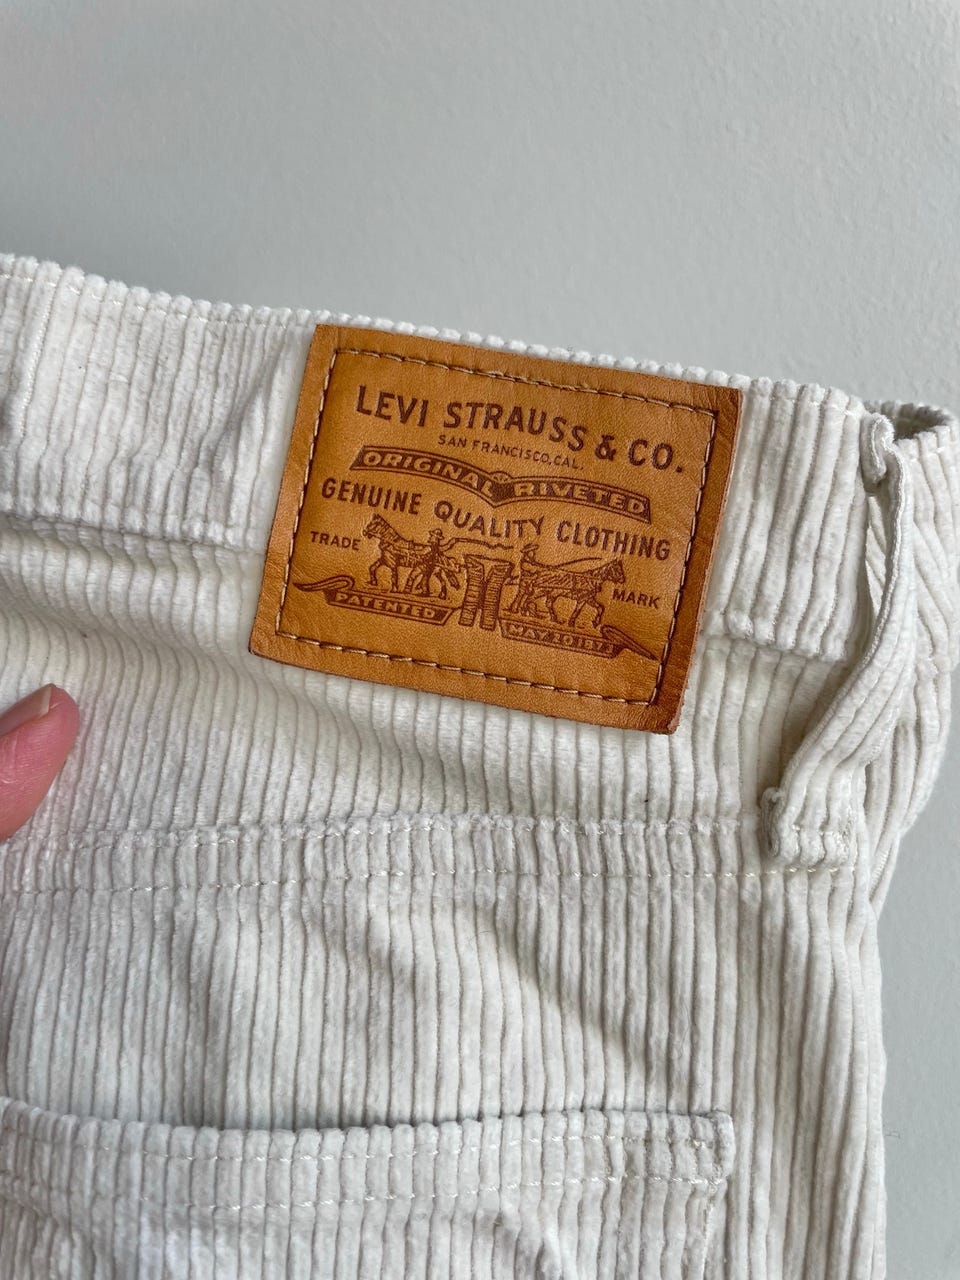 LEVI STRAUSS & CO.
SAN FRANCISCO, CAL.
ORIGINAL RIVETED
GENUINE QUALITY CLOTHING
TRADE MARK
PATENTED MAY 20 1873